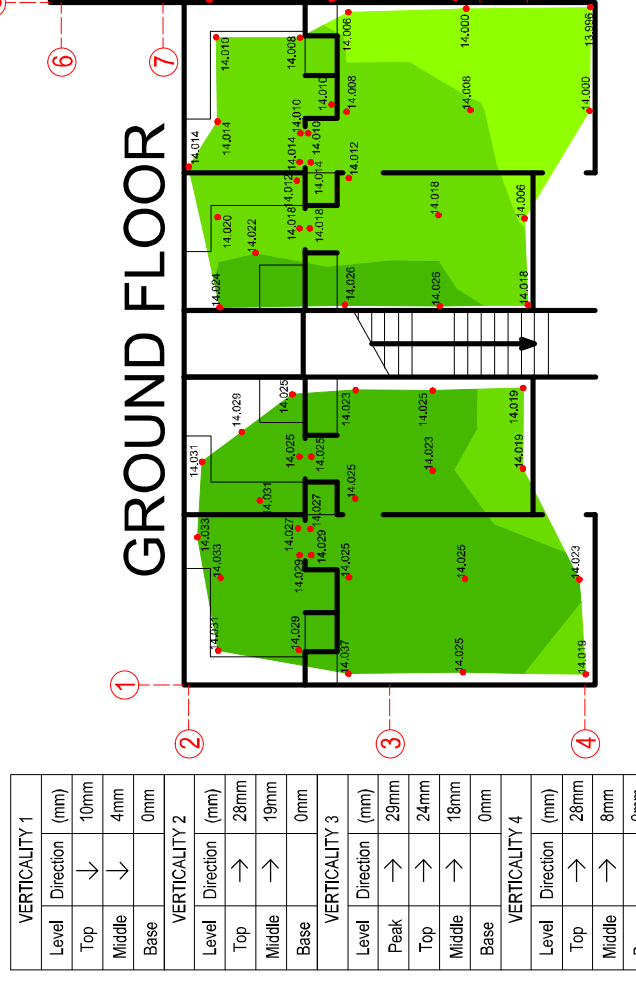 VERTICALITY 1
Level Direction (mm)
Top ← 10mm
Middle ← 4mm
Base 0mm
VERTICALITY 2
Level Direction (mm)
Top ↓ 28mm
Middle ↓ 19mm
Base 0mm
VERTICALITY 3
Level Direction (mm)
Peak ↓ 29mm
Top ↓ 24mm
Middle ↓ 18mm
Base 0mm
VERTICALITY 4
Level Direction (mm)
Top ↓ 28mm
Middle ↓ 8mm
GROUND FLOOR
1
6
7
2
3
4
14.031
14.033
14.033
14.031
14.029
14.031
14.025
14.029
14.029
14.029
14.027
14.027
14.025
14.025
14.037
14.025
14.025
14.023
14.025
14.025
14.023
14.025
14.019
14.023
14.019
14.019
14.024
14.022
14.020
14.014
14.014
14.010
14.018
14.018
14.012
14.014
14.014
14.010
14.010
14.010
14.008
14.026
14.012
14.008
14.006
14.026
14.018
14.008
14.000
14.018
14.006
14.000
13.996